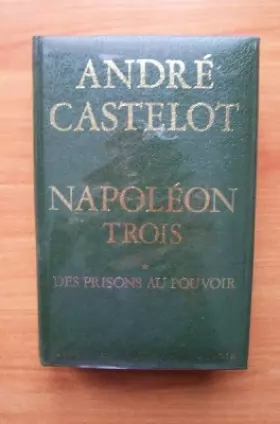 ANDRÉ
CASTELOT
NAPOLÉON
TROIS
*
DES PRISONS AU POUVOIR